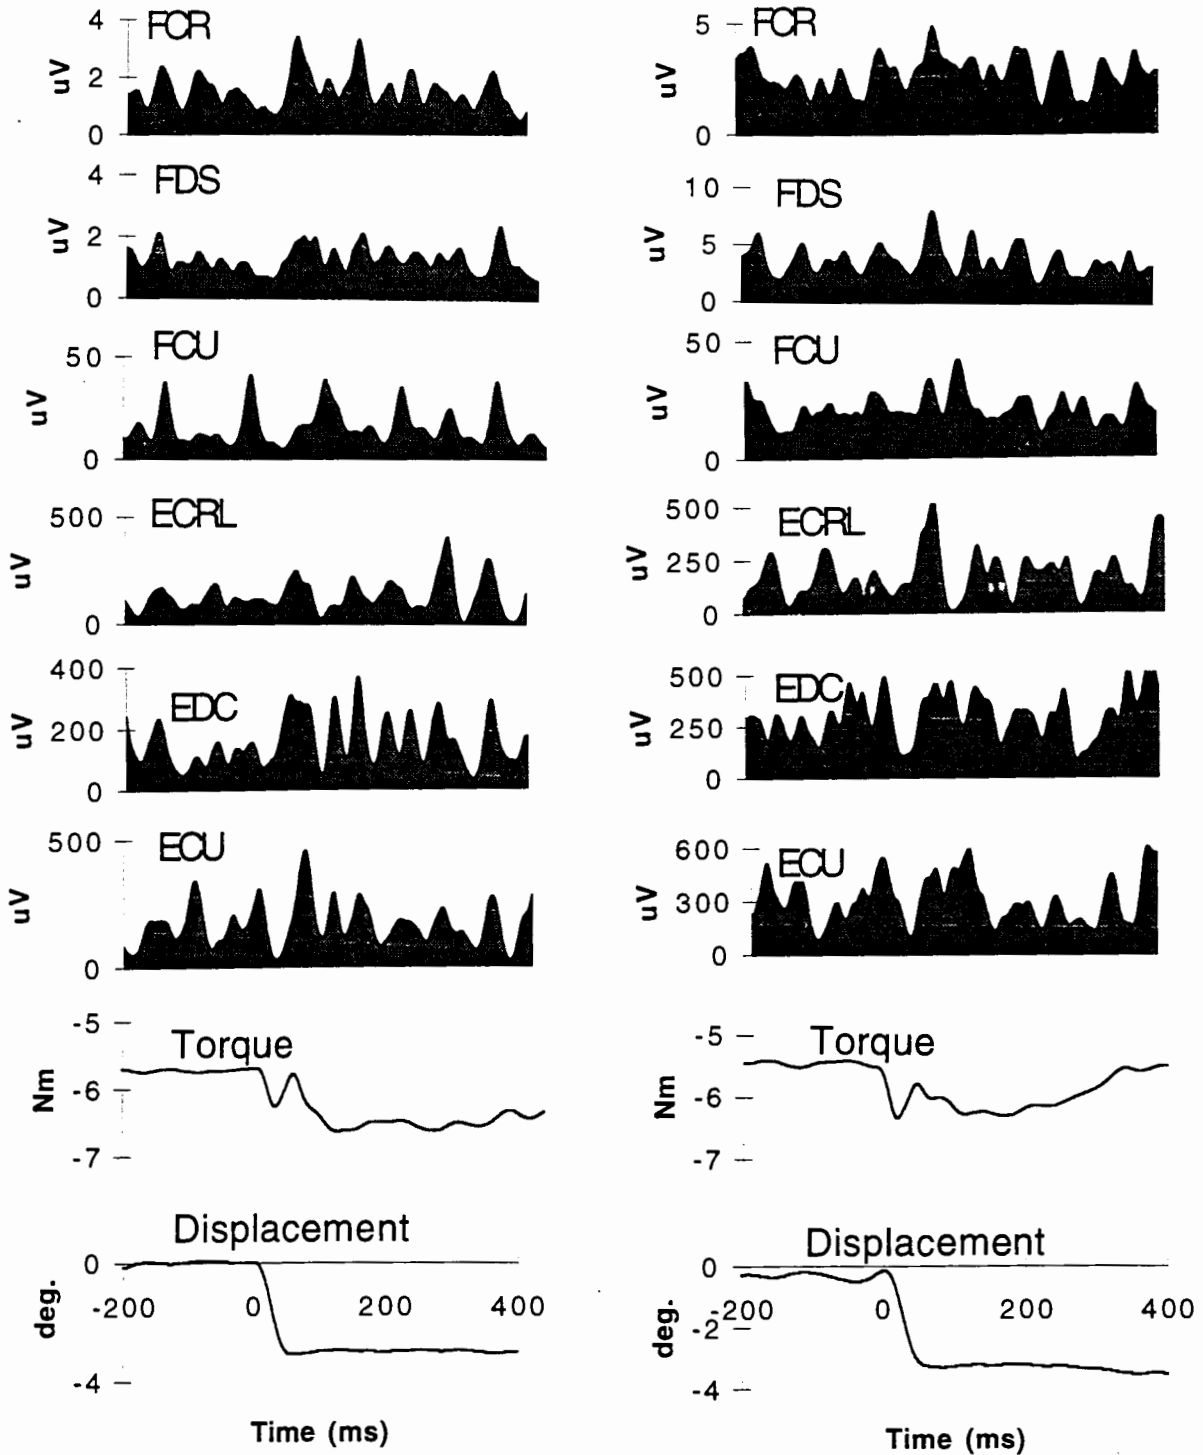 4
FCR
uV
2
0
4
FDS
uV
2
0
50
FCU
uV
0
500
ECRL
uV
0
400
EDC
uV
200
0
500
ECU
uV
0
-5
Torque
Nm
-6
-7
Displacement
0
deg.
-200 0 200 400
-4
Time (ms)
5
FCR
uV
0
10
FDS
uV
5
0
50
FCU
uV
0
500
ECRL
uV
250
0
500
EDC
uV
250
0
600
ECU
uV
300
0
-5
Torque
Nm
-6
-7
Displacement
0
deg.
-200 0 200 400
-2
-4
Time (ms)